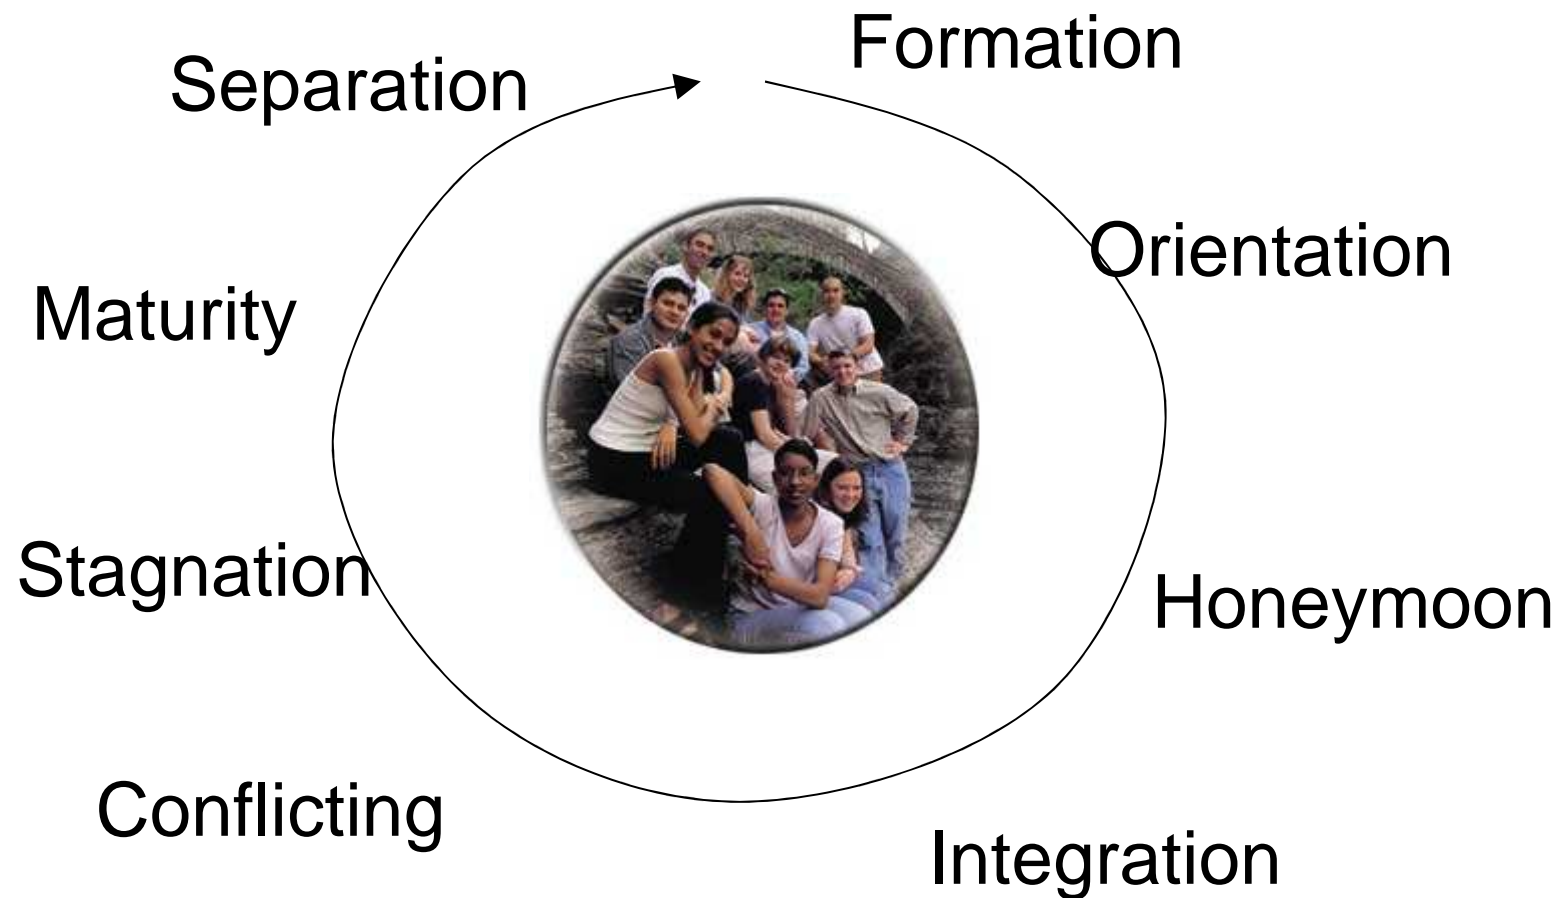 Formation
Orientation
Honeymoon
Integration
Conflicting
Stagnation
Maturity
Separation